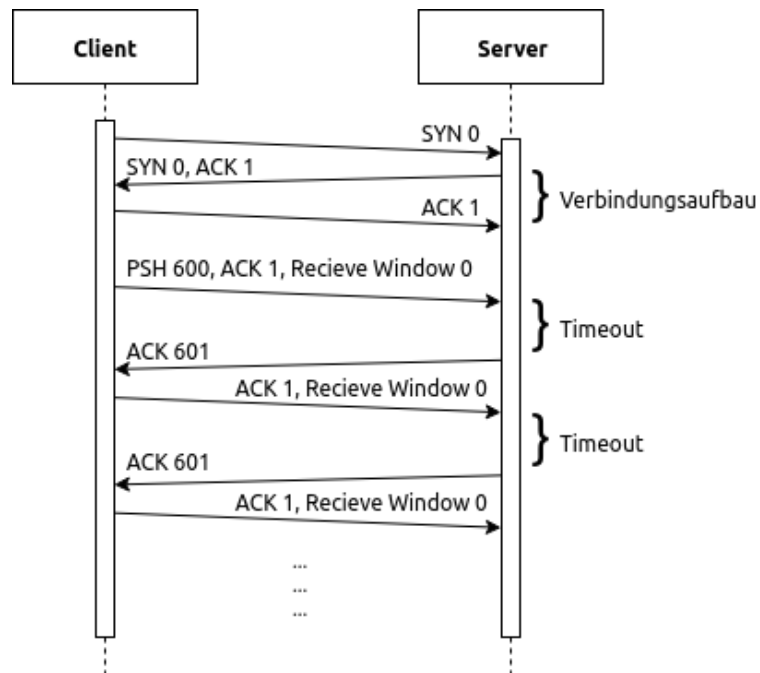 Client
Server
SYN 0
SYN 0, ACK 1
Verbindungsaufbau
ACK 1
PSH 600, ACK 1, Recieve Window 0
Timeout
ACK 601
ACK 1, Recieve Window 0
Timeout
ACK 601
ACK 1, Recieve Window 0
...
...
...